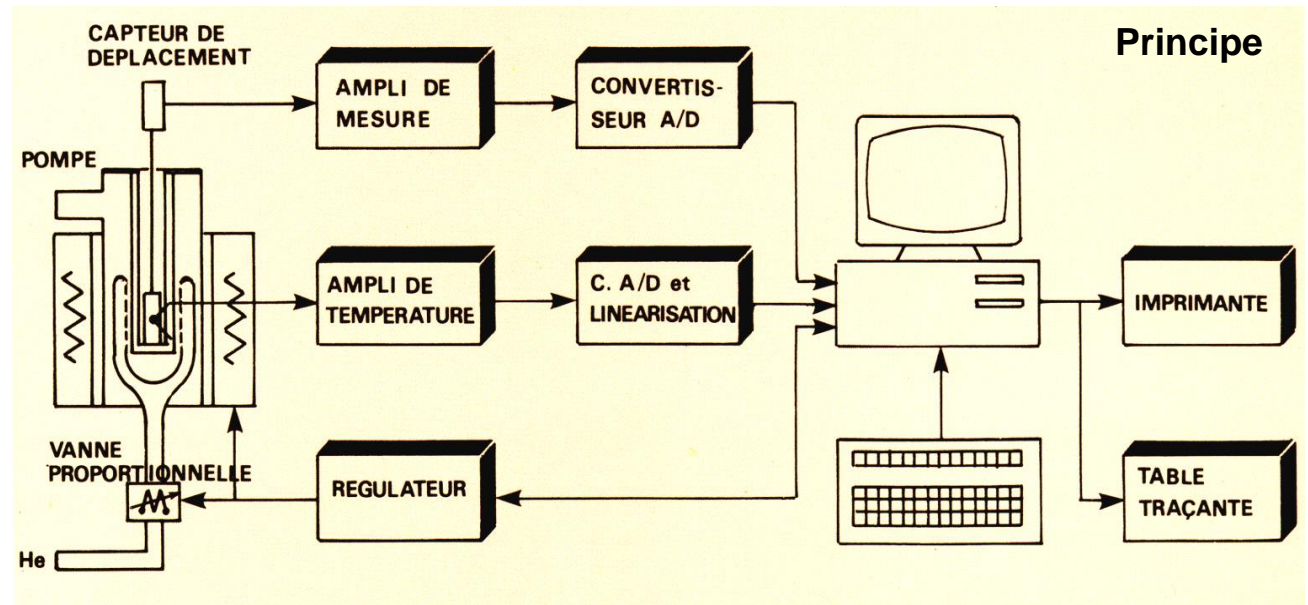 Principe
CAPTEUR DE
DEPLACEMENT
AMPLI DE
MESURE
CONVERTIS-
SEUR A/D
POMPE
AMPLI DE
TEMPERATURE
C. A/D et
LINEARISATION
IMPRIMANTE
VANNE
PROPORTIONNELLE
REGULATEUR
TABLE
TRAÇANTE
He